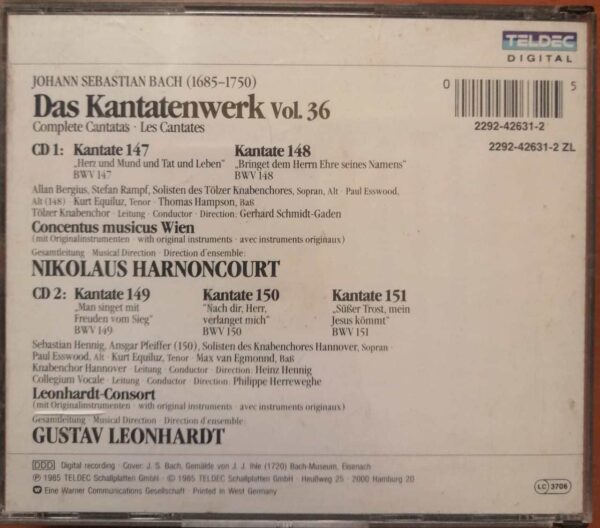 TELDEC
DIGITAL
JOHANN SEBASTIAN BACH (1685-1750)
Das Kantatenwerk Vol. 36
Complete Cantatas · Les Cantates
0 5
2292-42631-2
2292-42631-2 ZL
CD 1: Kantate 147 Kantate 148
„Herz und Mund und Tat und Leben" „Bringet dem Herrn Ehre seines Namens"
BWV 147 BWV 148
Allan Bergius, Stefan Rampf, Solisten des Tölzer Knabenchores, Sopran, Alt · Paul Esswood,
Alt (148) · Kurt Equiluz, Tenor · Thomas Hampson, Baß
Tölzer Knabenchor · Leitung · Conductor · Direction: Gerhard Schmidt-Gaden
Concentus musicus Wien
(mit Originalinstrumenten · with original instruments · avec instruments originaux)
Gesamtleitung · Musical Direction · Direction d'ensemble:
NIKOLAUS HARNONCOURT
CD 2: Kantate 149 Kantate 150 Kantate 151
„Man singet mit „Nach dir, Herr, „Süßer Trost, mein
Freuden vom Sieg" verlanget mich" Jesus kömmt"
BWV 149 BWV 150 BWV 151
Sebastian Hennig, Ansgar Pfeiffer (150), Solisten des Knabenchores Hannover, Sopran ·
Paul Esswood, Alt · Kurt Equiluz, Tenor · Max van Egmond, Baß
Knabenchor Hannover · Leitung · Conductor · Direction: Heinz Hennig
Collegium Vocale · Leitung · Conductor · Direction: Philippe Herreweghe
Leonhardt-Consort
(mit Originalinstrumenten · with original instruments · avec instruments originaux)
Gesamtleitung · Musical Direction · Direction d'ensemble:
GUSTAV LEONHARDT
DDD Digital recording · Cover: J. S. Bach, Gemälde von J. J. Ihle (1720) Bach-Museum, Eisenach
℗ 1985 TELDEC Schallplatten GmbH · © 1985 TELDEC Schallplatten GmbH · Heußweg 25 · 2000 Hamburg 20
Eine Warner Communications Gesellschaft · Printed in West Germany
LC 3706